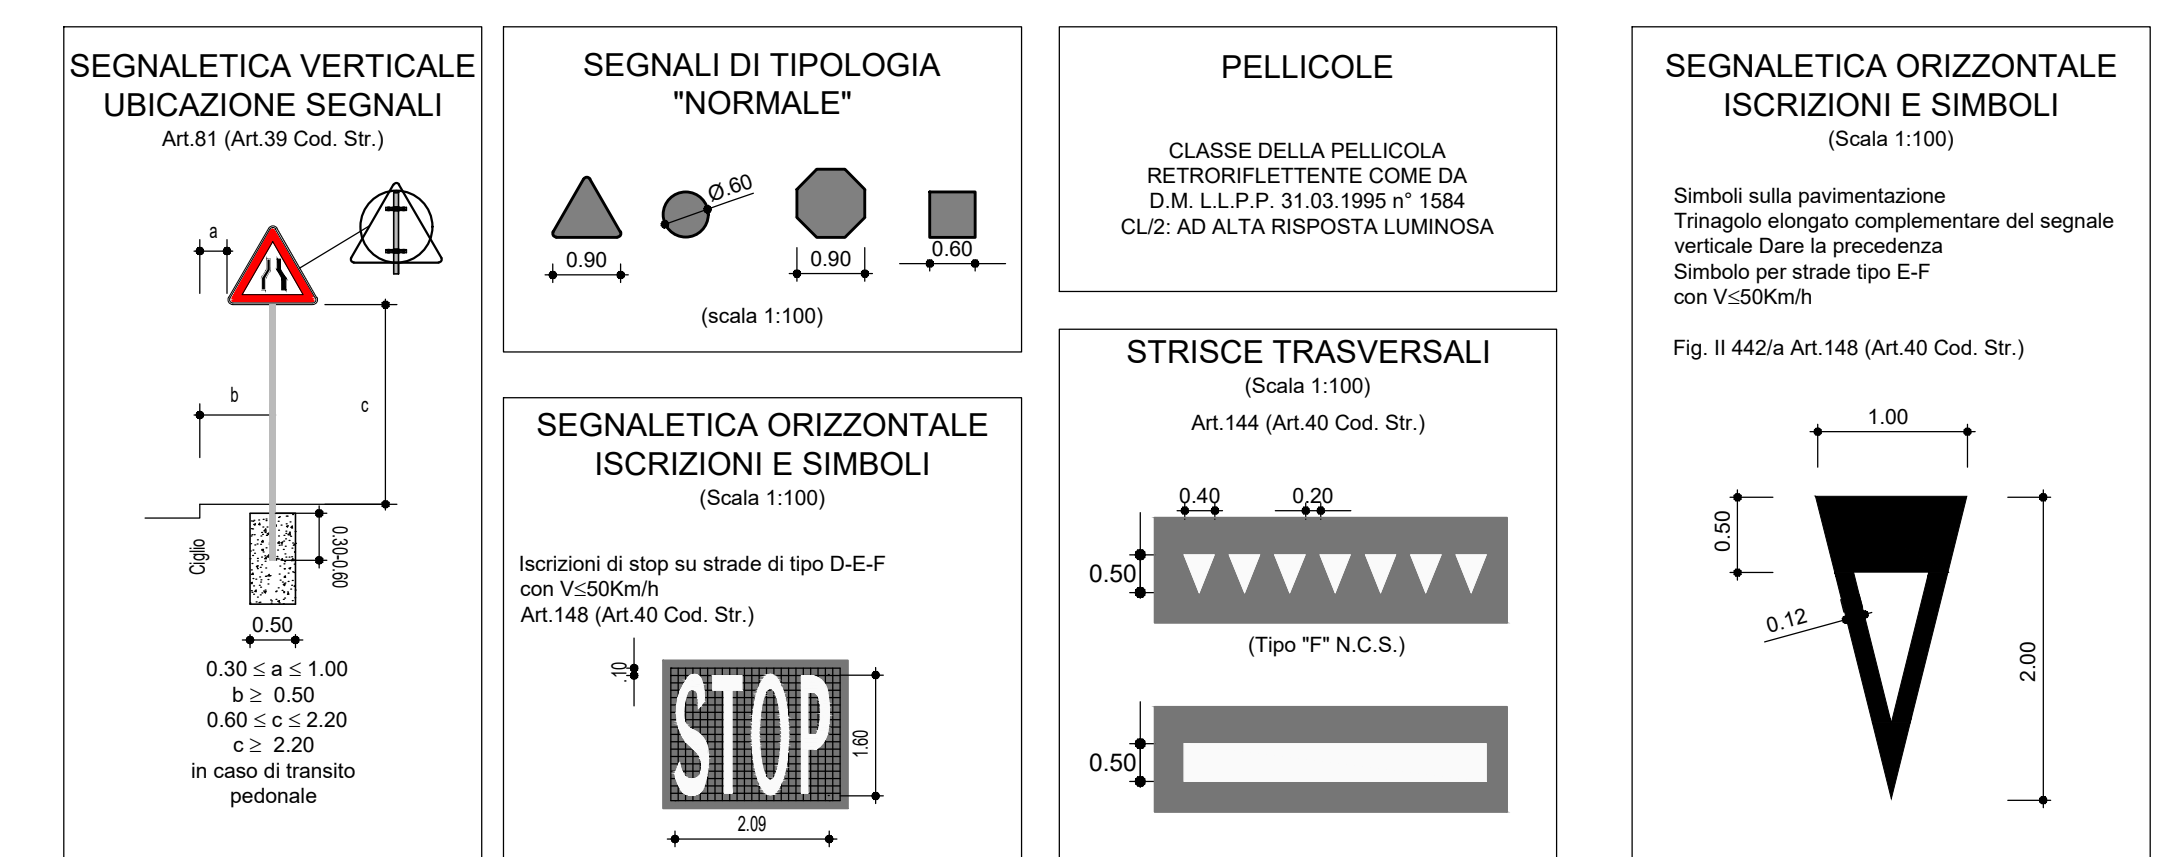 SEGNALETICA VERTICALE
UBICAZIONE SEGNALI
Art.81 (Art.39 Cod. Str.)
a
b
c
Ciglio
0.30-0.60
0.50
0.30 ≤ a ≤ 1.00
b ≥ 0.50
0.60 ≤ c ≤ 2.20
c ≥ 2.20
in caso di transito
pedonale
SEGNALI DI TIPOLOGIA
"NORMALE"
0.90
Ø.60
0.90
0.60
(scala 1:100)
SEGNALETICA ORIZZONTALE
ISCRIZIONI E SIMBOLI
(Scala 1:100)
Iscrizioni di stop su strade di tipo D-E-F
con V≤50Km/h
Art.148 (Art.40 Cod. Str.)
.10
STOP
1.60
2.09
PELLICOLE
CLASSE DELLA PELLICOLA
RETRORIFLETTENTE COME DA
D.M. L.L.P.P. 31.03.1995 n° 1584
CL/2: AD ALTA RISPOSTA LUMINOSA
STRISCE TRASVERSALI
(Scala 1:100)
Art.144 (Art.40 Cod. Str.)
0.40
0.20
0.50
(Tipo "F" N.C.S.)
0.50
SEGNALETICA ORIZZONTALE
ISCRIZIONI E SIMBOLI
(Scala 1:100)
Simboli sulla pavimentazione
Trinagolo elongato complementare del segnale
verticale Dare la precedenza
Simbolo per strade tipo E-F
con V≤50Km/h
Fig. II 442/a Art.148 (Art.40 Cod. Str.)
1.00
0.50
0.12
2.00